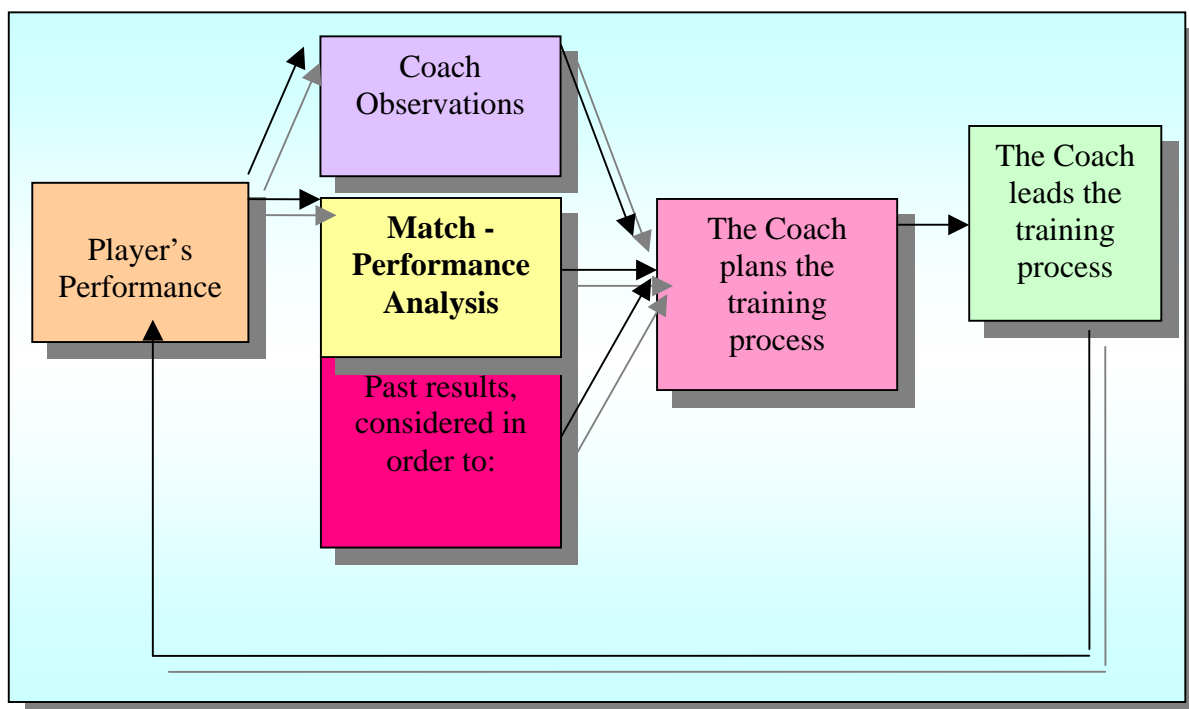 Coach
Observations
Player’s
Performance
Match -
Performance
Analysis
Past results,
considered in
order to:
The Coach
plans the
training
process
The Coach
leads the
training
process